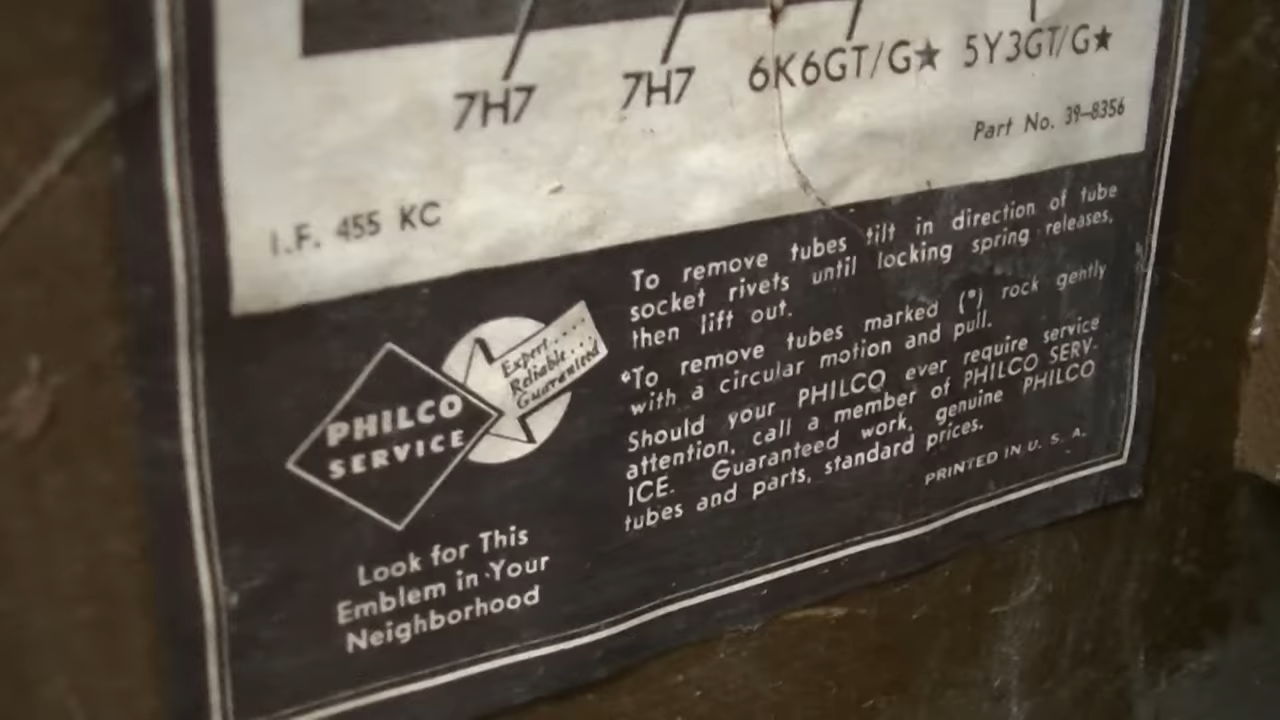 7H7 7H7 6K6GT/G★ 5Y3GT/G★
Part No. 39-8356
I.F. 455 KC
To remove tubes tilt in direction of tube
socket rivets until locking spring releases,
then lift out.
*To remove tubes marked (*) rock gently
with a circular motion and pull.
Should your PHILCO ever require service
attention, call a member of PHILCO SERV-
ICE. Guaranteed work, genuine PHILCO
tubes and parts, standard prices.
PRINTED IN U. S. A.
Expert....
Reliable...
Guaranteed
PHILCO
SERVICE
Look for This
Emblem in Your
Neighborhood